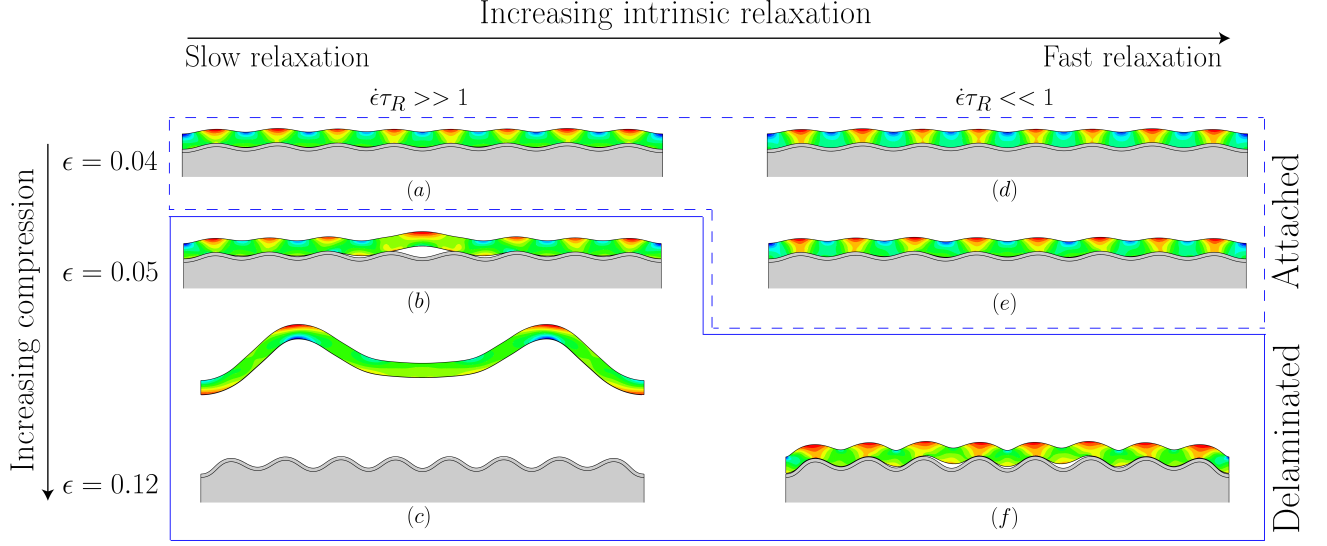 Increasing intrinsic relaxation
Slow relaxation
Fast relaxation
ϵ̇τ_R >> 1
ϵ̇τ_R << 1
Increasing compression
ϵ = 0.04
(a)
(d)
Attached
ϵ = 0.05
(b)
(e)
ϵ = 0.12
(c)
(f)
Delaminated